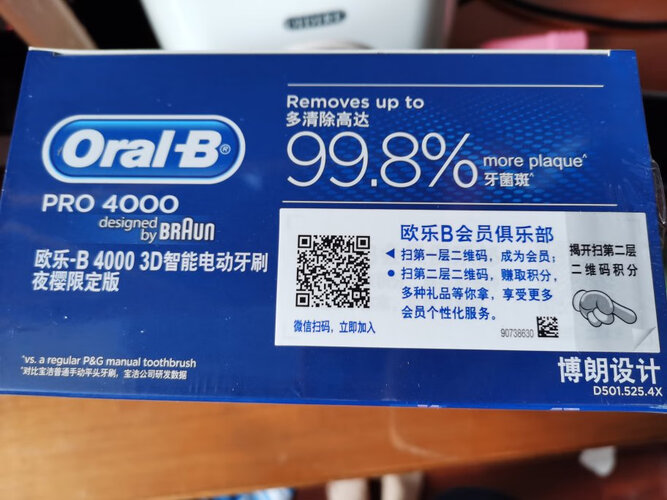 Oral-B®
PRO 4000
designed by BRAUN
欧乐-B 4000 3D智能电动牙刷
夜樱限定版
*vs. a regular P&G manual toothbrush
^对比宝洁普通手动牙刷,宝洁公司研发数据
Removes up to
多清除高达
99.8%
more plaque^
牙菌斑^
欧乐B会员俱乐部
扫第一层二维码,成为会员;
扫第二层二维码,赚取积分,
多种礼品等你拿,享受更多
会员个性化服务。
90738630
微信扫码,立即加入
揭开扫第二层
二维码积分
博朗设计
D501.525.4X